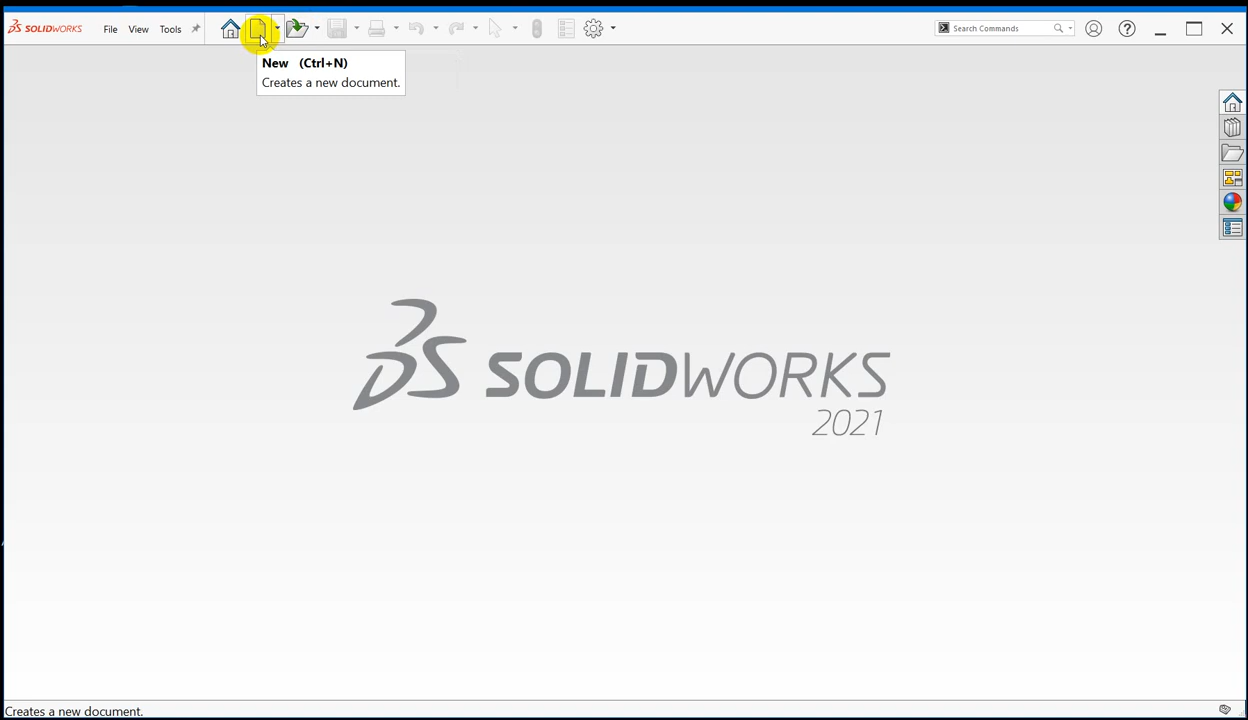 SOLIDWORKS File View Tools Search Commands
New (Ctrl+N)
Creates a new document.
SOLIDWORKS
2021
Creates a new document.